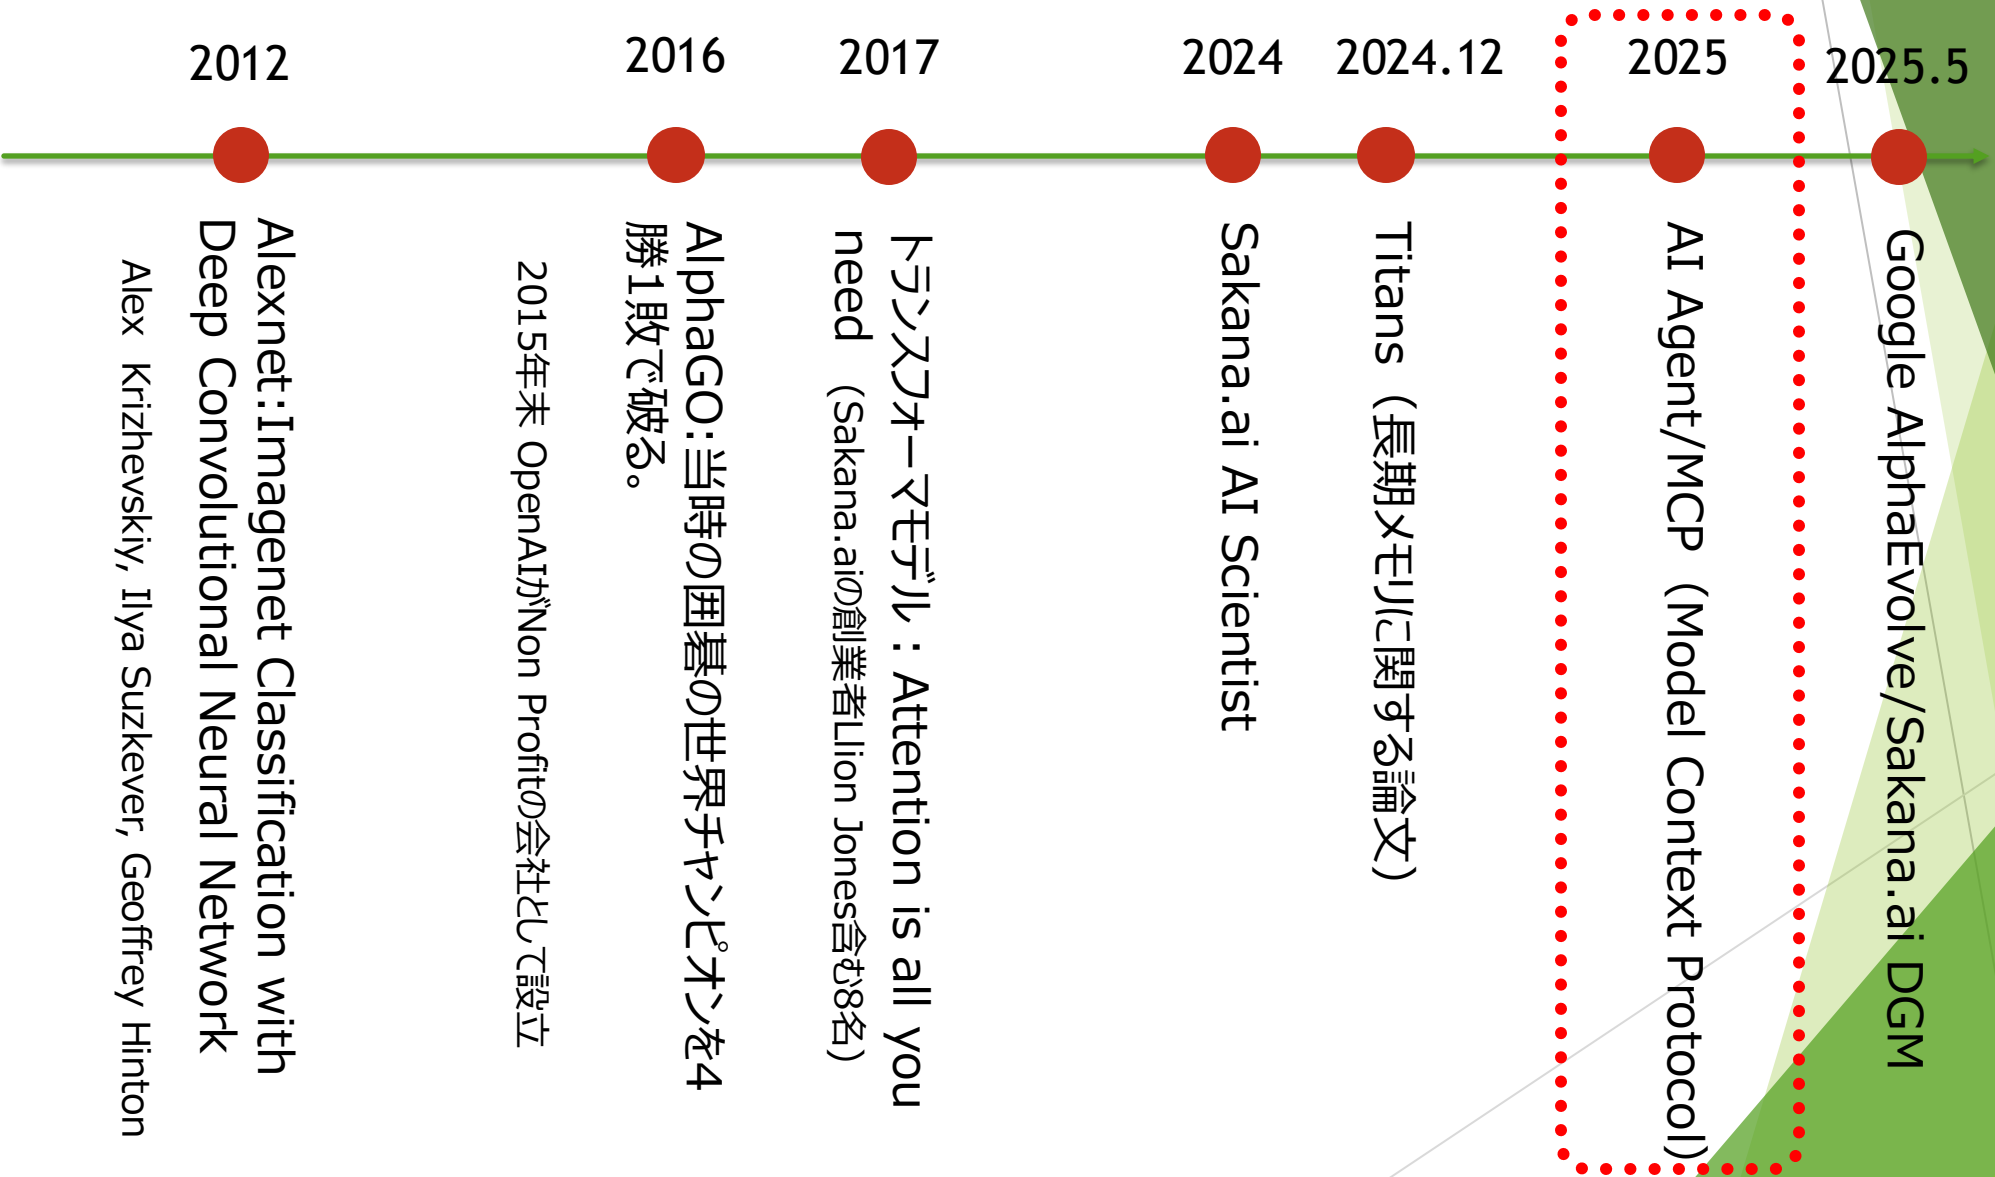 2012
2016
2017
2024
2024.12
2025
2025.5
Alexnet:Imagenet Classification with
Deep Convolutional Neural Network
Alex Krizhevskiy, Ilya Suzkever, Geoffrey Hinton
2015年末 OpenAIがNon Profitの会社として設立
AlphaGO:当時の囲碁の世界チャンピオンを4
勝1敗で破る。
トランスフォーマモデル：Attention is all you
need （Sakana.aiの創業者Llion Jones含む8名）
Sakana.ai AI Scientist
Titans（長期メモリに関する論文）
AI Agent/MCP（Model Context Protocol）
Google AlphaEvolve/Sakana.ai DGM